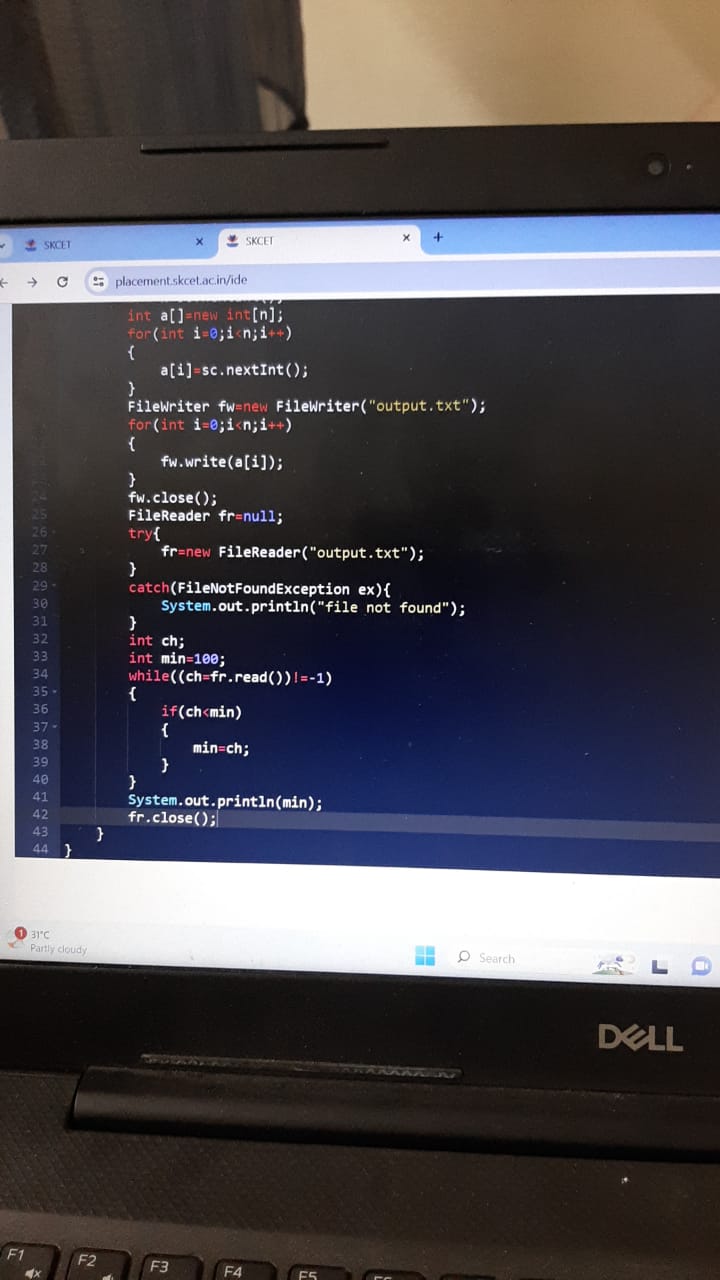 SKCET
SKCET
placement.skcet.ac.in/ide
int a[]=new int[n];
for(int i=0;i<n;i++)
{
a[i]=sc.nextInt();
}
FileWriter fw=new FileWriter("output.txt");
for(int i=0;i<n;i++)
{
fw.write(a[i]);
}
24 fw.close();
25 FileReader fr=null;
26 try{
27 fr=new FileReader("output.txt");
28 }
29 catch(FileNotFoundException ex){
30 System.out.println("file not found");
31 }
32 int ch;
33 int min=100;
34 while((ch=fr.read())!=-1)
35 {
36 if(ch<min)
37 {
38 min=ch;
39 }
40 }
41 System.out.println(min);
42 fr.close();
43 }
44 }
1
31°C
Partly cloudy
Search
DELL
F1
F2
F3
F4
F5